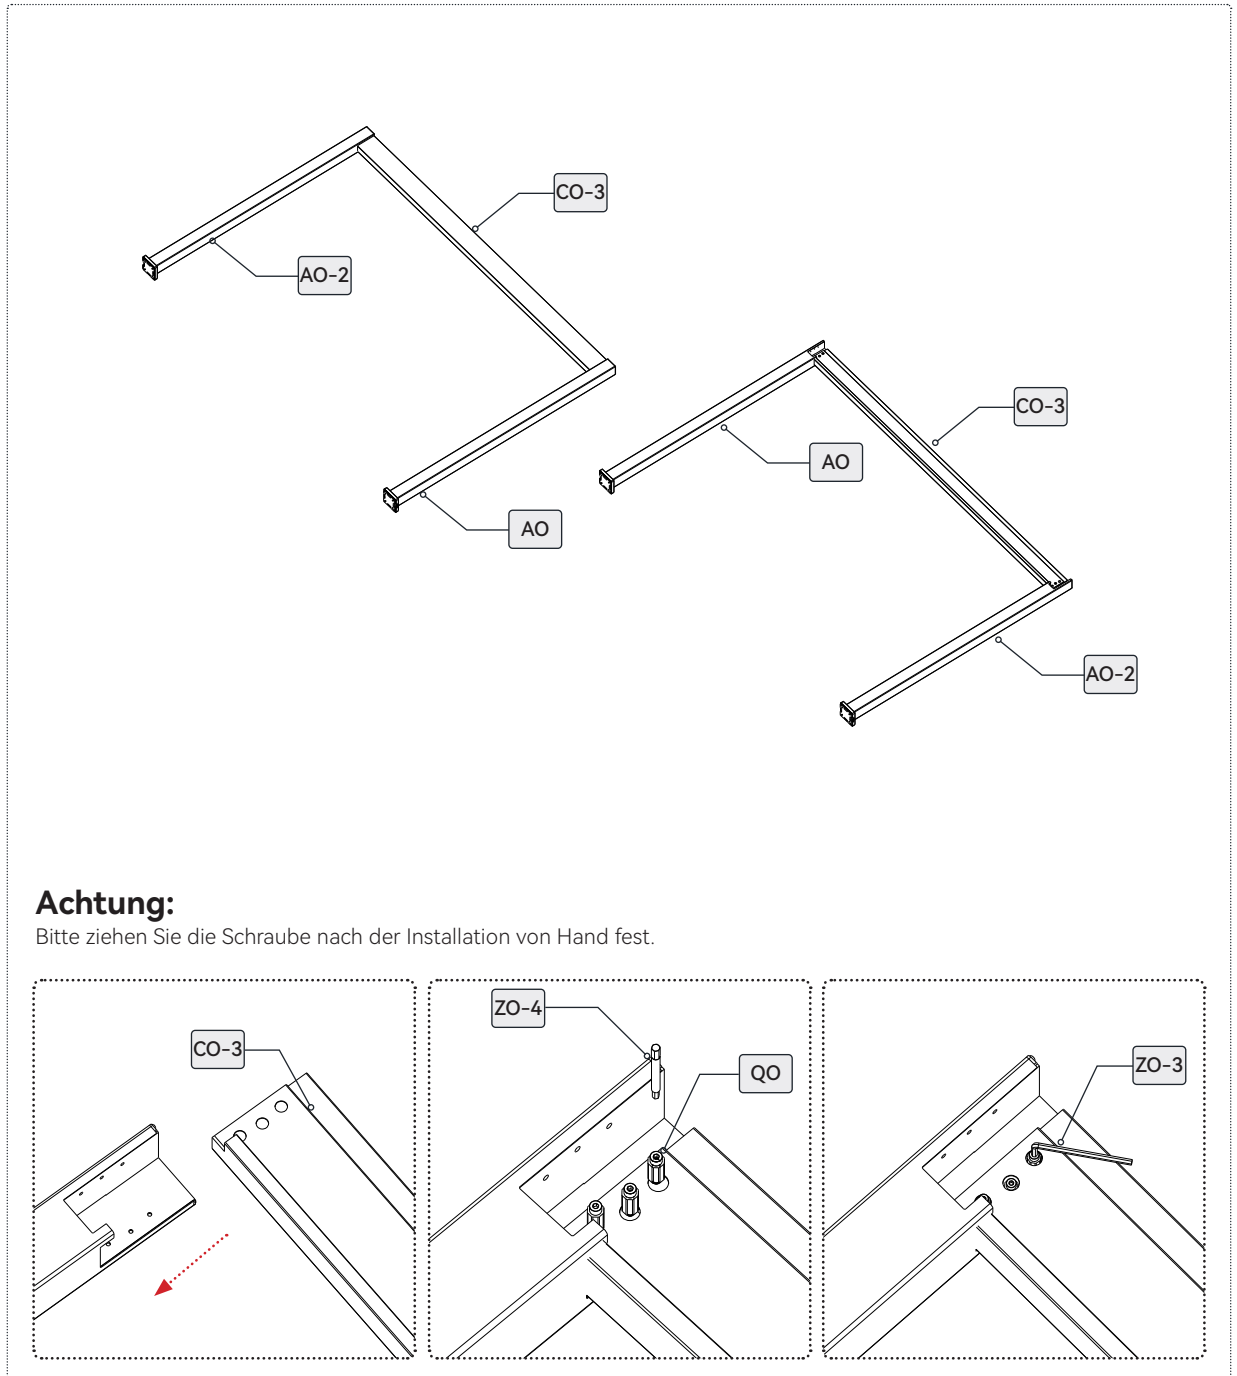 CO-3
AO-2
CO-3
AO
AO
AO-2
Achtung:
Bitte ziehen Sie die Schraube nach der Installation von Hand fest.
CO-3
ZO-4
QO
ZO-3